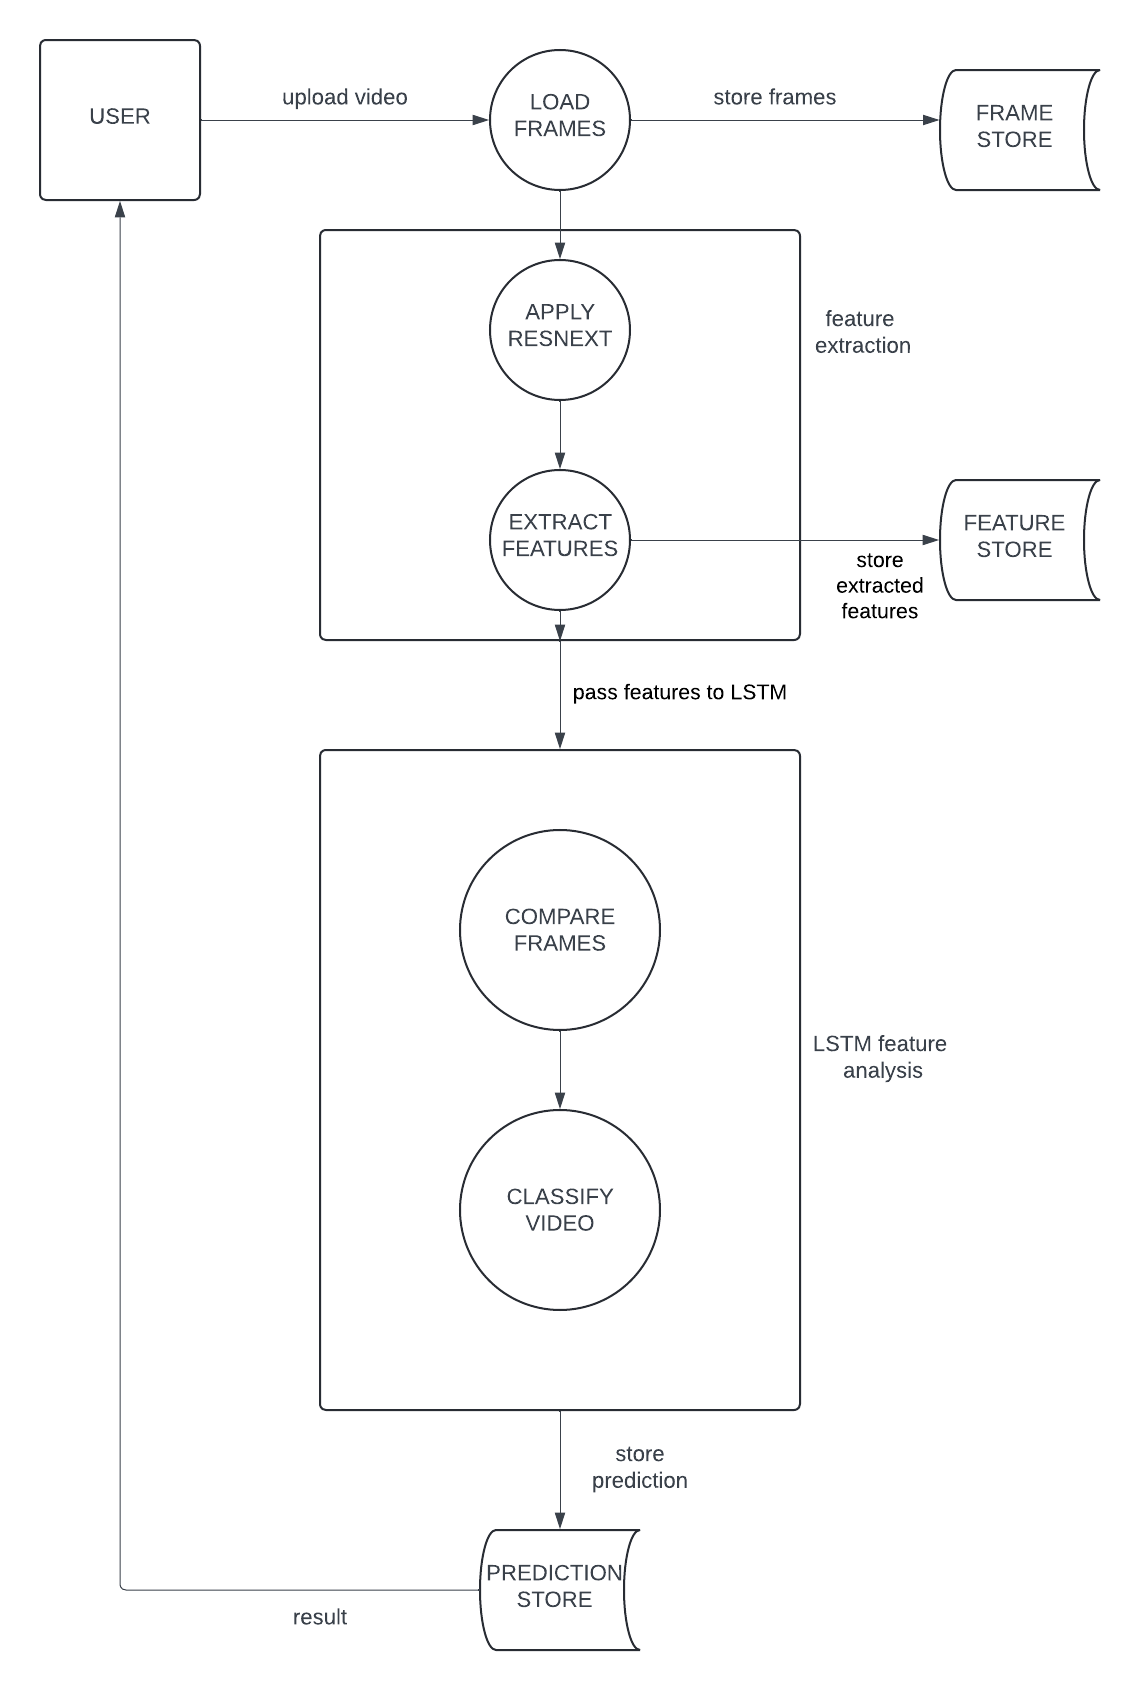 USER
upload video
LOAD
FRAMES
store frames
FRAME
STORE
APPLY
RESNEXT
feature
extraction
EXTRACT
FEATURES
store
extracted
features
FEATURE
STORE
pass features to LSTM
COMPARE
FRAMES
LSTM feature
analysis
CLASSIFY
VIDEO
store
prediction
PREDICTION
STORE
result